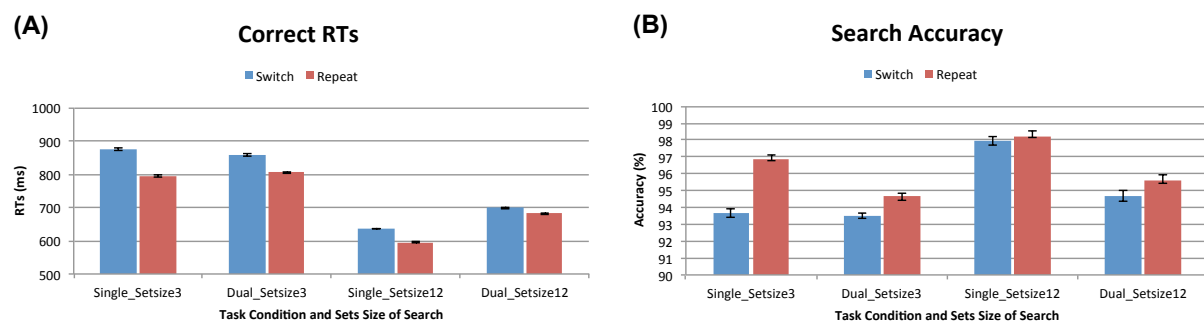 (A)
Correct RTs
Switch Repeat
RTs (ms)
1000
900
800
700
600
500
Single_Setsize3 Dual_Setsize3 Single_Setsize12 Dual_Setsize12
Task Condition and Sets Size of Search
(B)
Search Accuracy
Switch Repeat
Accuracy (%)
100
99
98
97
96
95
94
93
92
91
90
Single_Setsize3 Dual_Setsize3 Single_Setsize12 Dual_Setsize12
Task Condition and Sets Size of Search